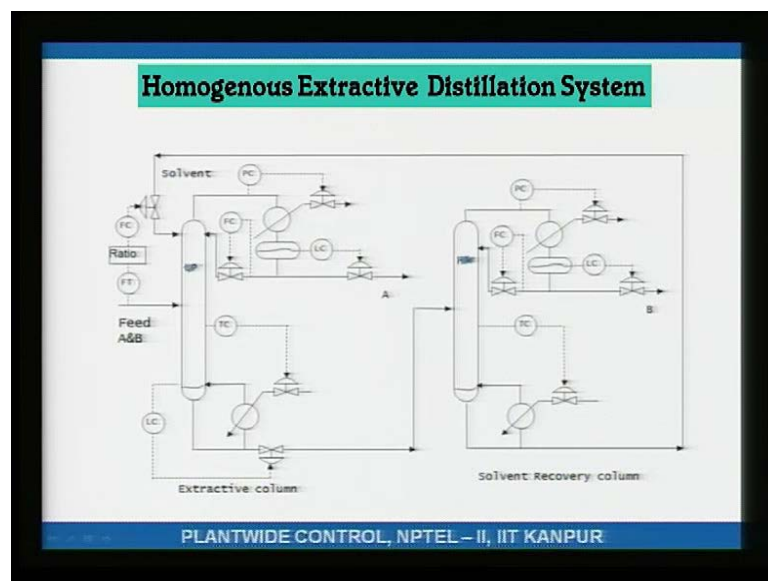 Homogenous Extractive Distillation System
Solvent
PC
PC
FC
FC
FC
Ratio
LC
LC
FT
A
B
Feed
A&B
TC
TC
LC
Extractive column
Solvent Recovery column
PLANTWIDE CONTROL, NPTEL – II, IIT KANPUR